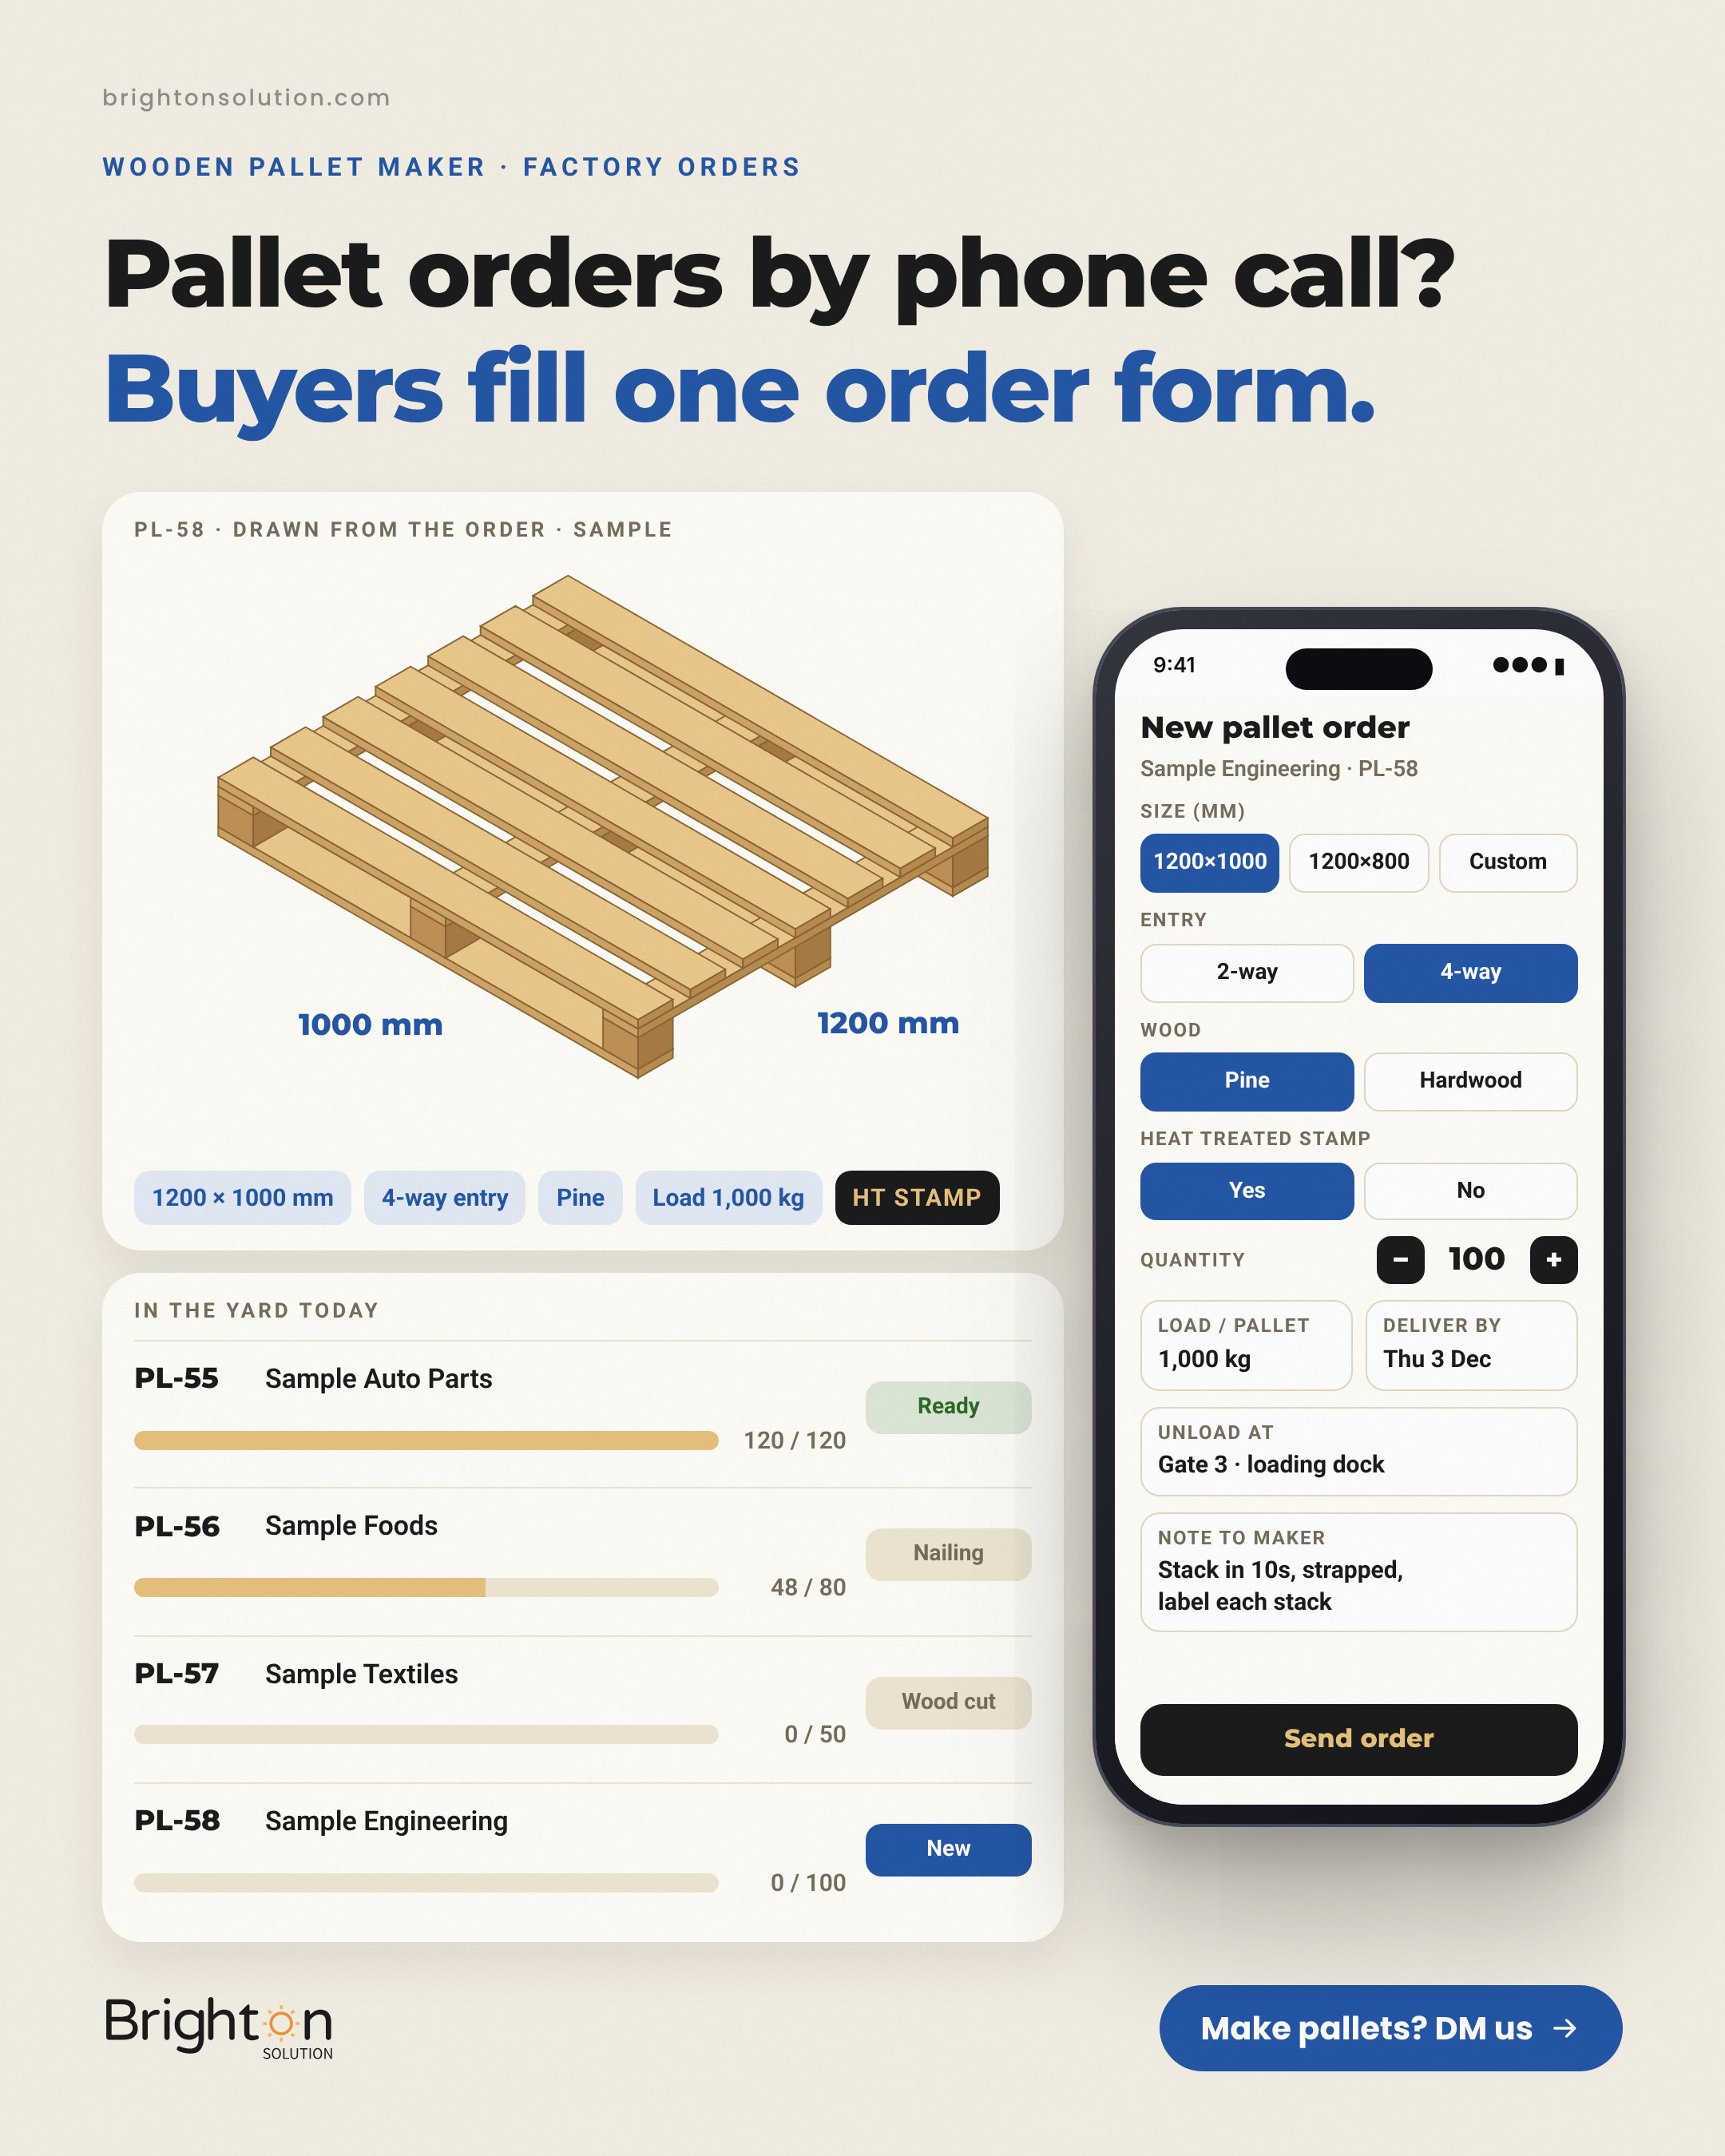 brightonsolution.com
WOODEN PALLET MAKER · FACTORY ORDERS
Pallet orders by phone call?
Buyers fill one order form.
PL-58 · DRAWN FROM THE ORDER · SAMPLE
1000 mm
1200 mm
1200 × 1000 mm
4-way entry
Pine
Load 1,000 kg
HT STAMP
IN THE YARD TODAY
PL-55 Sample Auto Parts
120 / 120
Ready
PL-56 Sample Foods
48 / 80
Nailing
PL-57 Sample Textiles
0 / 50
Wood cut
PL-58 Sample Engineering
0 / 100
New
9:41
New pallet order
Sample Engineering · PL-58
SIZE (MM)
1200×1000
1200×800
Custom
ENTRY
2-way
4-way
WOOD
Pine
Hardwood
HEAT TREATED STAMP
Yes
No
QUANTITY
− 100 +
LOAD / PALLET
1,000 kg
DELIVER BY
Thu 3 Dec
UNLOAD AT
Gate 3 · loading dock
NOTE TO MAKER
Stack in 10s, strapped,
label each stack
Send order
Brighton
SOLUTION
Make pallets? DM us →